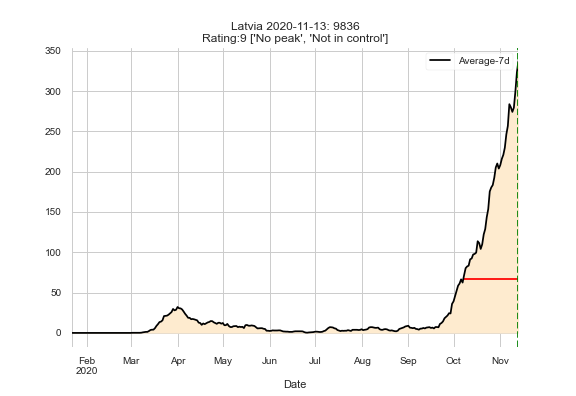 Latvia 2020-11-13: 9836
Rating:9 ['No peak', 'Not in control']
Average-7d
350
300
250
200
150
100
50
0
Feb Mar Apr May Jun Jul Aug Sep Oct Nov
2020
Date